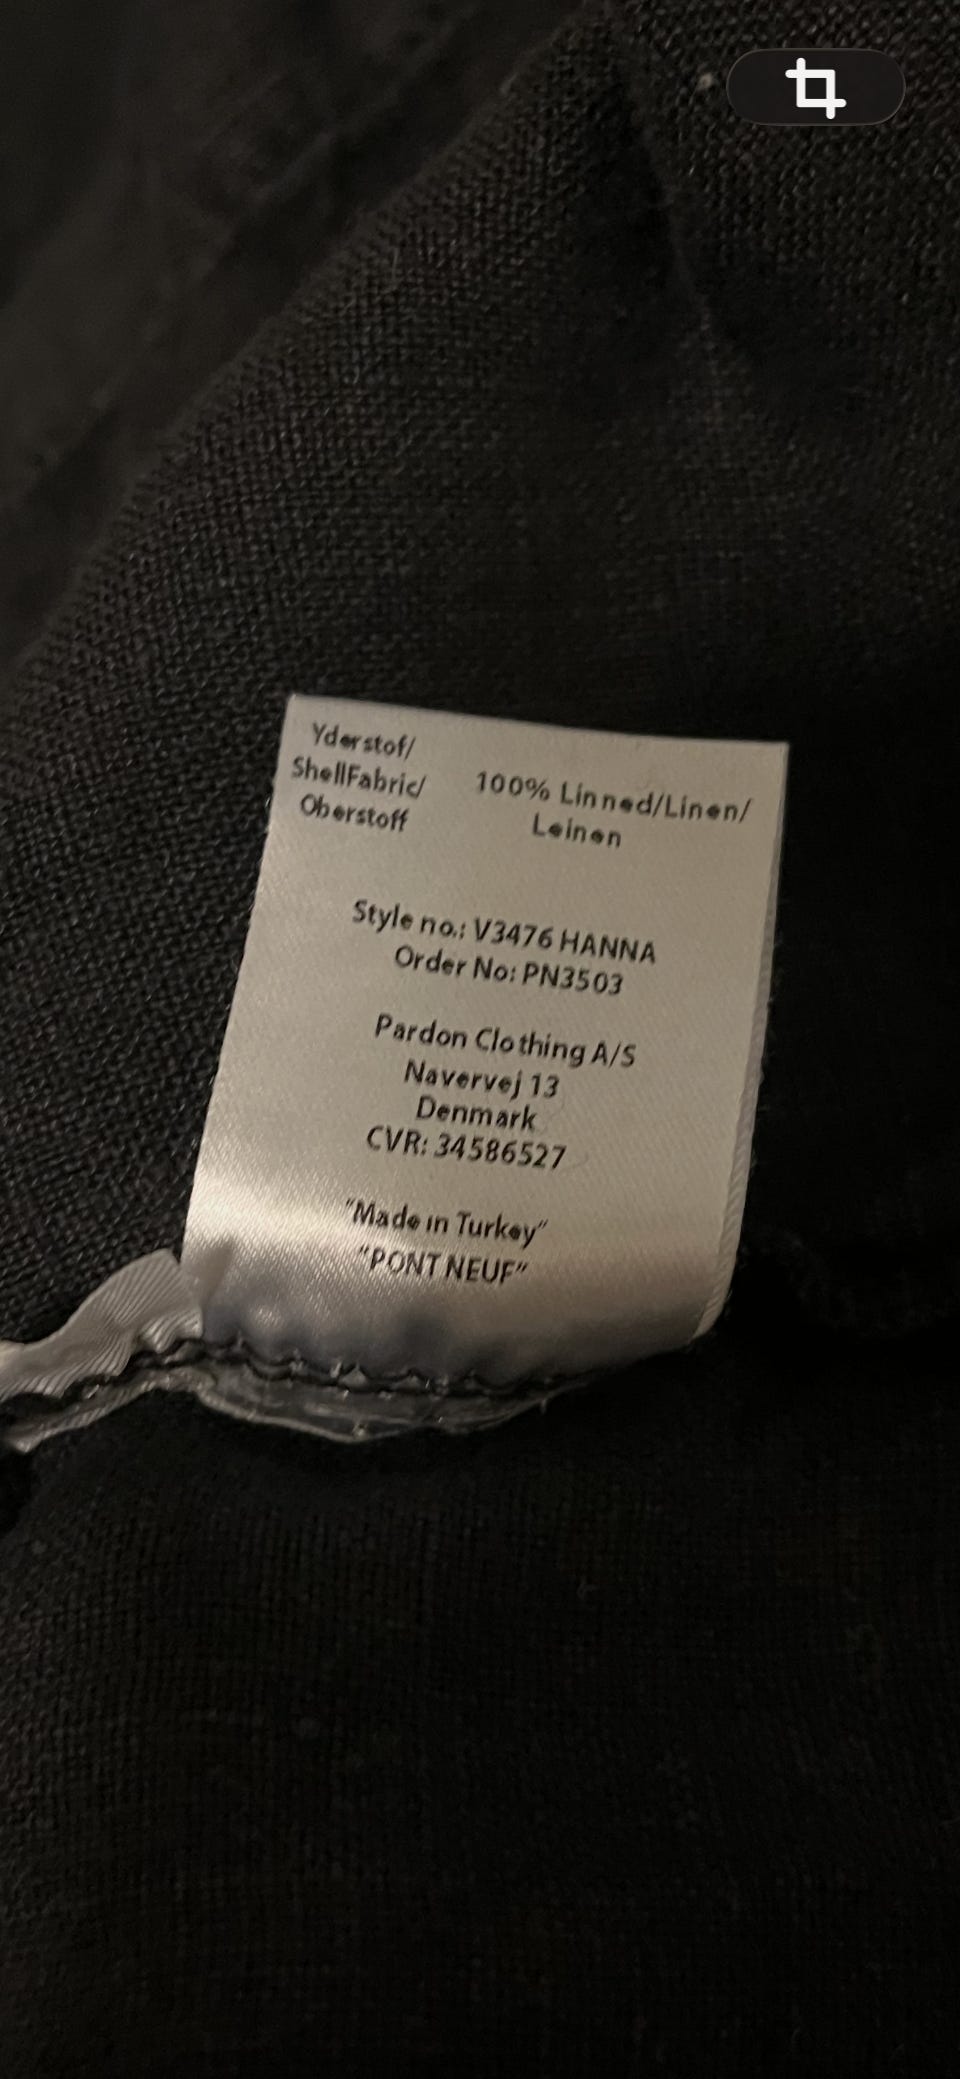 Yderstof/
ShellFabric/
Oberstoff
100% Linned/Linen/
Leinen
Style no.: V3476 HANNA
Order No: PN3503
Pardon Clothing A/S
Navervej 13
Denmark
CVR: 34586527
"Made in Turkey"
"PONT NEUF"